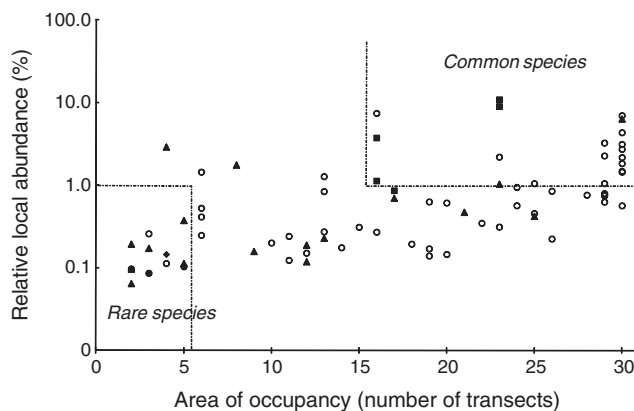 Relative local abundance (%)
100.0
10.0
1.0
0.1
0
Common species
Rare species
0 5 10 15 20 25 30
Area of occupancy (number of transects)